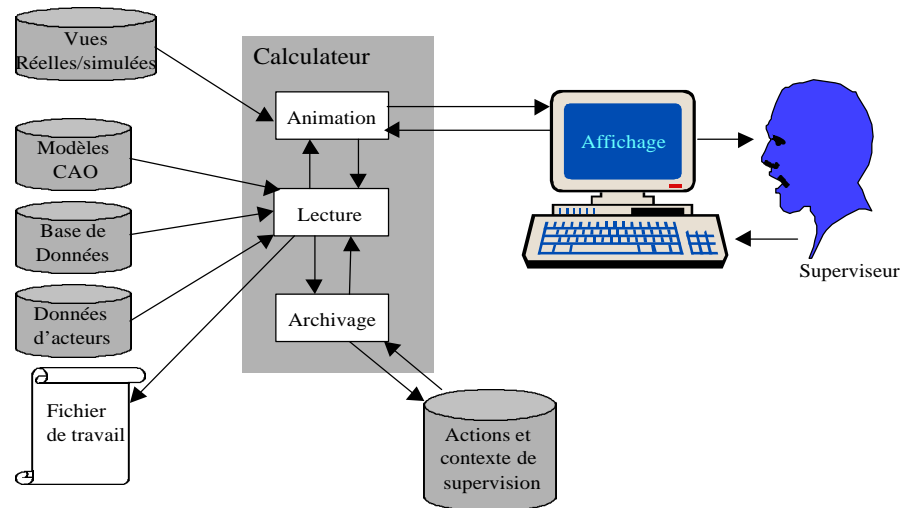 Vues
Réelles/simulées
Calculateur
Animation
Affichage
Modèles
CAO
Lecture
Base de
Données
Superviseur
Données
d'acteurs
Archivage
Fichier
de travail
Actions et
contexte de
supervision